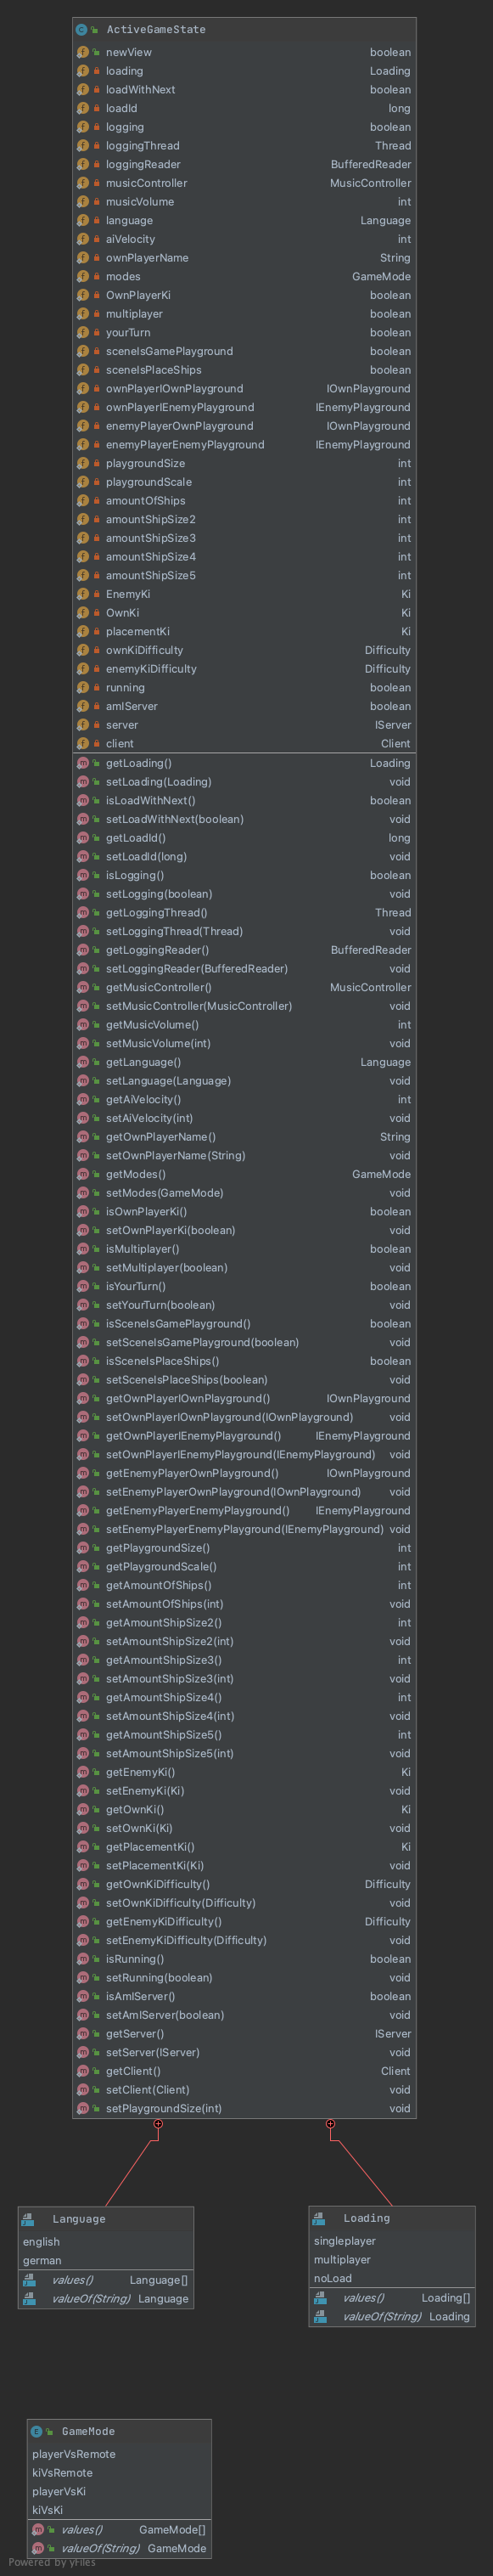 ActiveGameState
newView boolean
loading Loading
loadWithNext boolean
loadId long
logging boolean
loggingThread Thread
loggingReader BufferedReader
musicController MusicController
musicVolume int
language Language
aiVelocity int
ownPlayerName String
modes GameMode
OwnPlayerKi boolean
multiplayer boolean
yourTurn boolean
sceneIsGamePlayground boolean
sceneIsPlaceShips boolean
ownPlayerIOwnPlayground IOwnPlayground
ownPlayerIEnemyPlayground IEnemyPlayground
enemyPlayerOwnPlayground IOwnPlayground
enemyPlayerEnemyPlayground IEnemyPlayground
playgroundSize int
playgroundScale int
amountOfShips int
amountShipSize2 int
amountShipSize3 int
amountShipSize4 int
amountShipSize5 int
EnemyKi Ki
OwnKi Ki
placementKi Ki
ownKiDifficulty Difficulty
enemyKiDifficulty Difficulty
running boolean
amIServer boolean
server IServer
client Client
getLoading() Loading
setLoading(Loading) void
isLoadWithNext() boolean
setLoadWithNext(boolean) void
getLoadId() long
setLoadId(long) void
isLogging() boolean
setLogging(boolean) void
getLoggingThread() Thread
setLoggingThread(Thread) void
getLoggingReader() BufferedReader
setLoggingReader(BufferedReader) void
getMusicController() MusicController
setMusicController(MusicController) void
getMusicVolume() int
setMusicVolume(int) void
getLanguage() Language
setLanguage(Language) void
getAiVelocity() int
setAiVelocity(int) void
getOwnPlayerName() String
setOwnPlayerName(String) void
getModes() GameMode
setModes(GameMode) void
isOwnPlayerKi() boolean
setOwnPlayerKi(boolean) void
isMultiplayer() boolean
setMultiplayer(boolean) void
isYourTurn() boolean
setYourTurn(boolean) void
isSceneIsGamePlayground() boolean
setSceneIsGamePlayground(boolean) void
isSceneIsPlaceShips() boolean
setSceneIsPlaceShips(boolean) void
getOwnPlayerIOwnPlayground() IOwnPlayground
setOwnPlayerIOwnPlayground(IOwnPlayground) void
getOwnPlayerIEnemyPlayground() IEnemyPlayground
setOwnPlayerIEnemyPlayground(IEnemyPlayground) void
getEnemyPlayerOwnPlayground() IOwnPlayground
setEnemyPlayerOwnPlayground(IOwnPlayground) void
getEnemyPlayerEnemyPlayground() IEnemyPlayground
setEnemyPlayerEnemyPlayground(IEnemyPlayground) void
getPlaygroundSize() int
getPlaygroundScale() int
getAmountOfShips() int
setAmountOfShips(int) void
getAmountShipSize2() int
setAmountShipSize2(int) void
getAmountShipSize3() int
setAmountShipSize3(int) void
getAmountShipSize4() int
setAmountShipSize4(int) void
getAmountShipSize5() int
setAmountShipSize5(int) void
getEnemyKi() Ki
setEnemyKi(Ki) void
getOwnKi() Ki
setOwnKi(Ki) void
getPlacementKi() Ki
setPlacementKi(Ki) void
getOwnKiDifficulty() Difficulty
setOwnKiDifficulty(Difficulty) void
getEnemyKiDifficulty() Difficulty
setEnemyKiDifficulty(Difficulty) void
isRunning() boolean
setRunning(boolean) void
isAmIServer() boolean
setAmIServer(boolean) void
getServer() IServer
setServer(IServer) void
getClient() Client
setClient(Client) void
setPlaygroundSize(int) void
Language
english
german
values() Language[]
valueOf(String) Language
Loading
singleplayer
multiplayer
noLoad
values() Loading[]
valueOf(String) Loading
GameMode
playerVsRemote
kiVsRemote
playerVsKi
kiVsKi
values() GameMode[]
valueOf(String) GameMode
Powered by yFiles